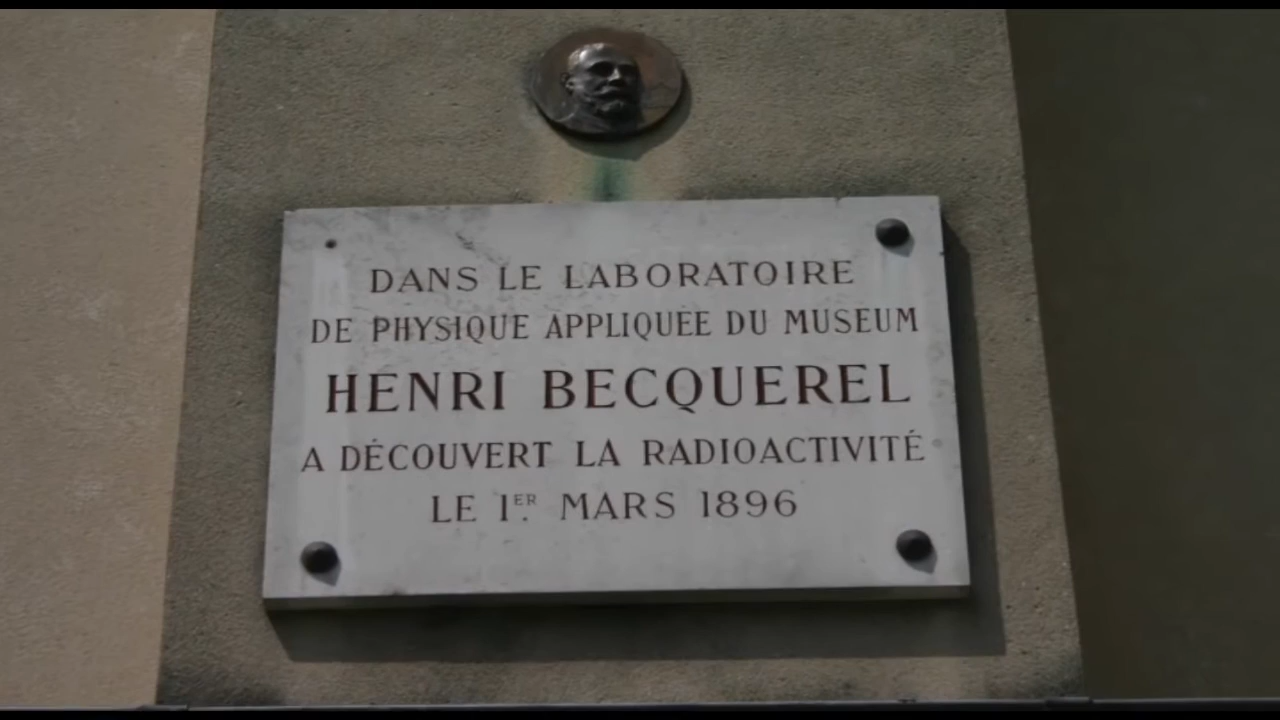 DANS LE LABORATOIRE
DE PHYSIQUE APPLIQUÉE DU MUSEUM
HENRI BECQUEREL
A DÉCOUVERT LA RADIOACTIVITÉ
LE 1ER. MARS 1896